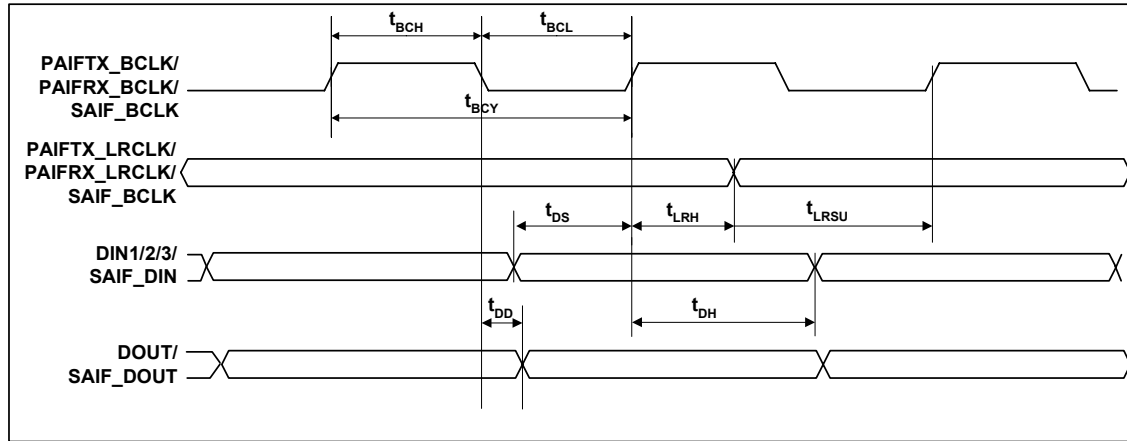 tBCH
tBCL
PAIFTX_BCLK/
PAIFRX_BCLK/
SAIF_BCLK
tBCY
PAIFTX_LRCLK/
PAIFRX_LRCLK/
SAIF_BCLK
tDS
tLRH
tLRSU
DIN1/2/3/
SAIF_DIN
tDD
tDH
DOUT/
SAIF_DOUT